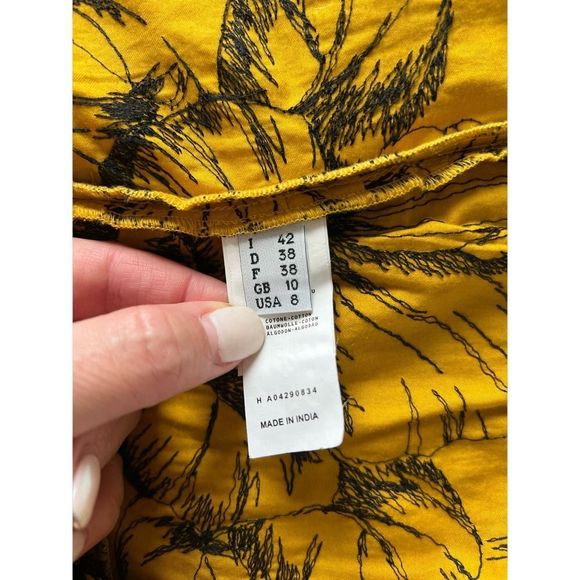 I 42
D 38
F 38
GB 10
USA 8
COTONE-COTTON
BAUMWOLLE-COTON
ALGODON-ALGODAO
H A04290834
MADE IN INDIA